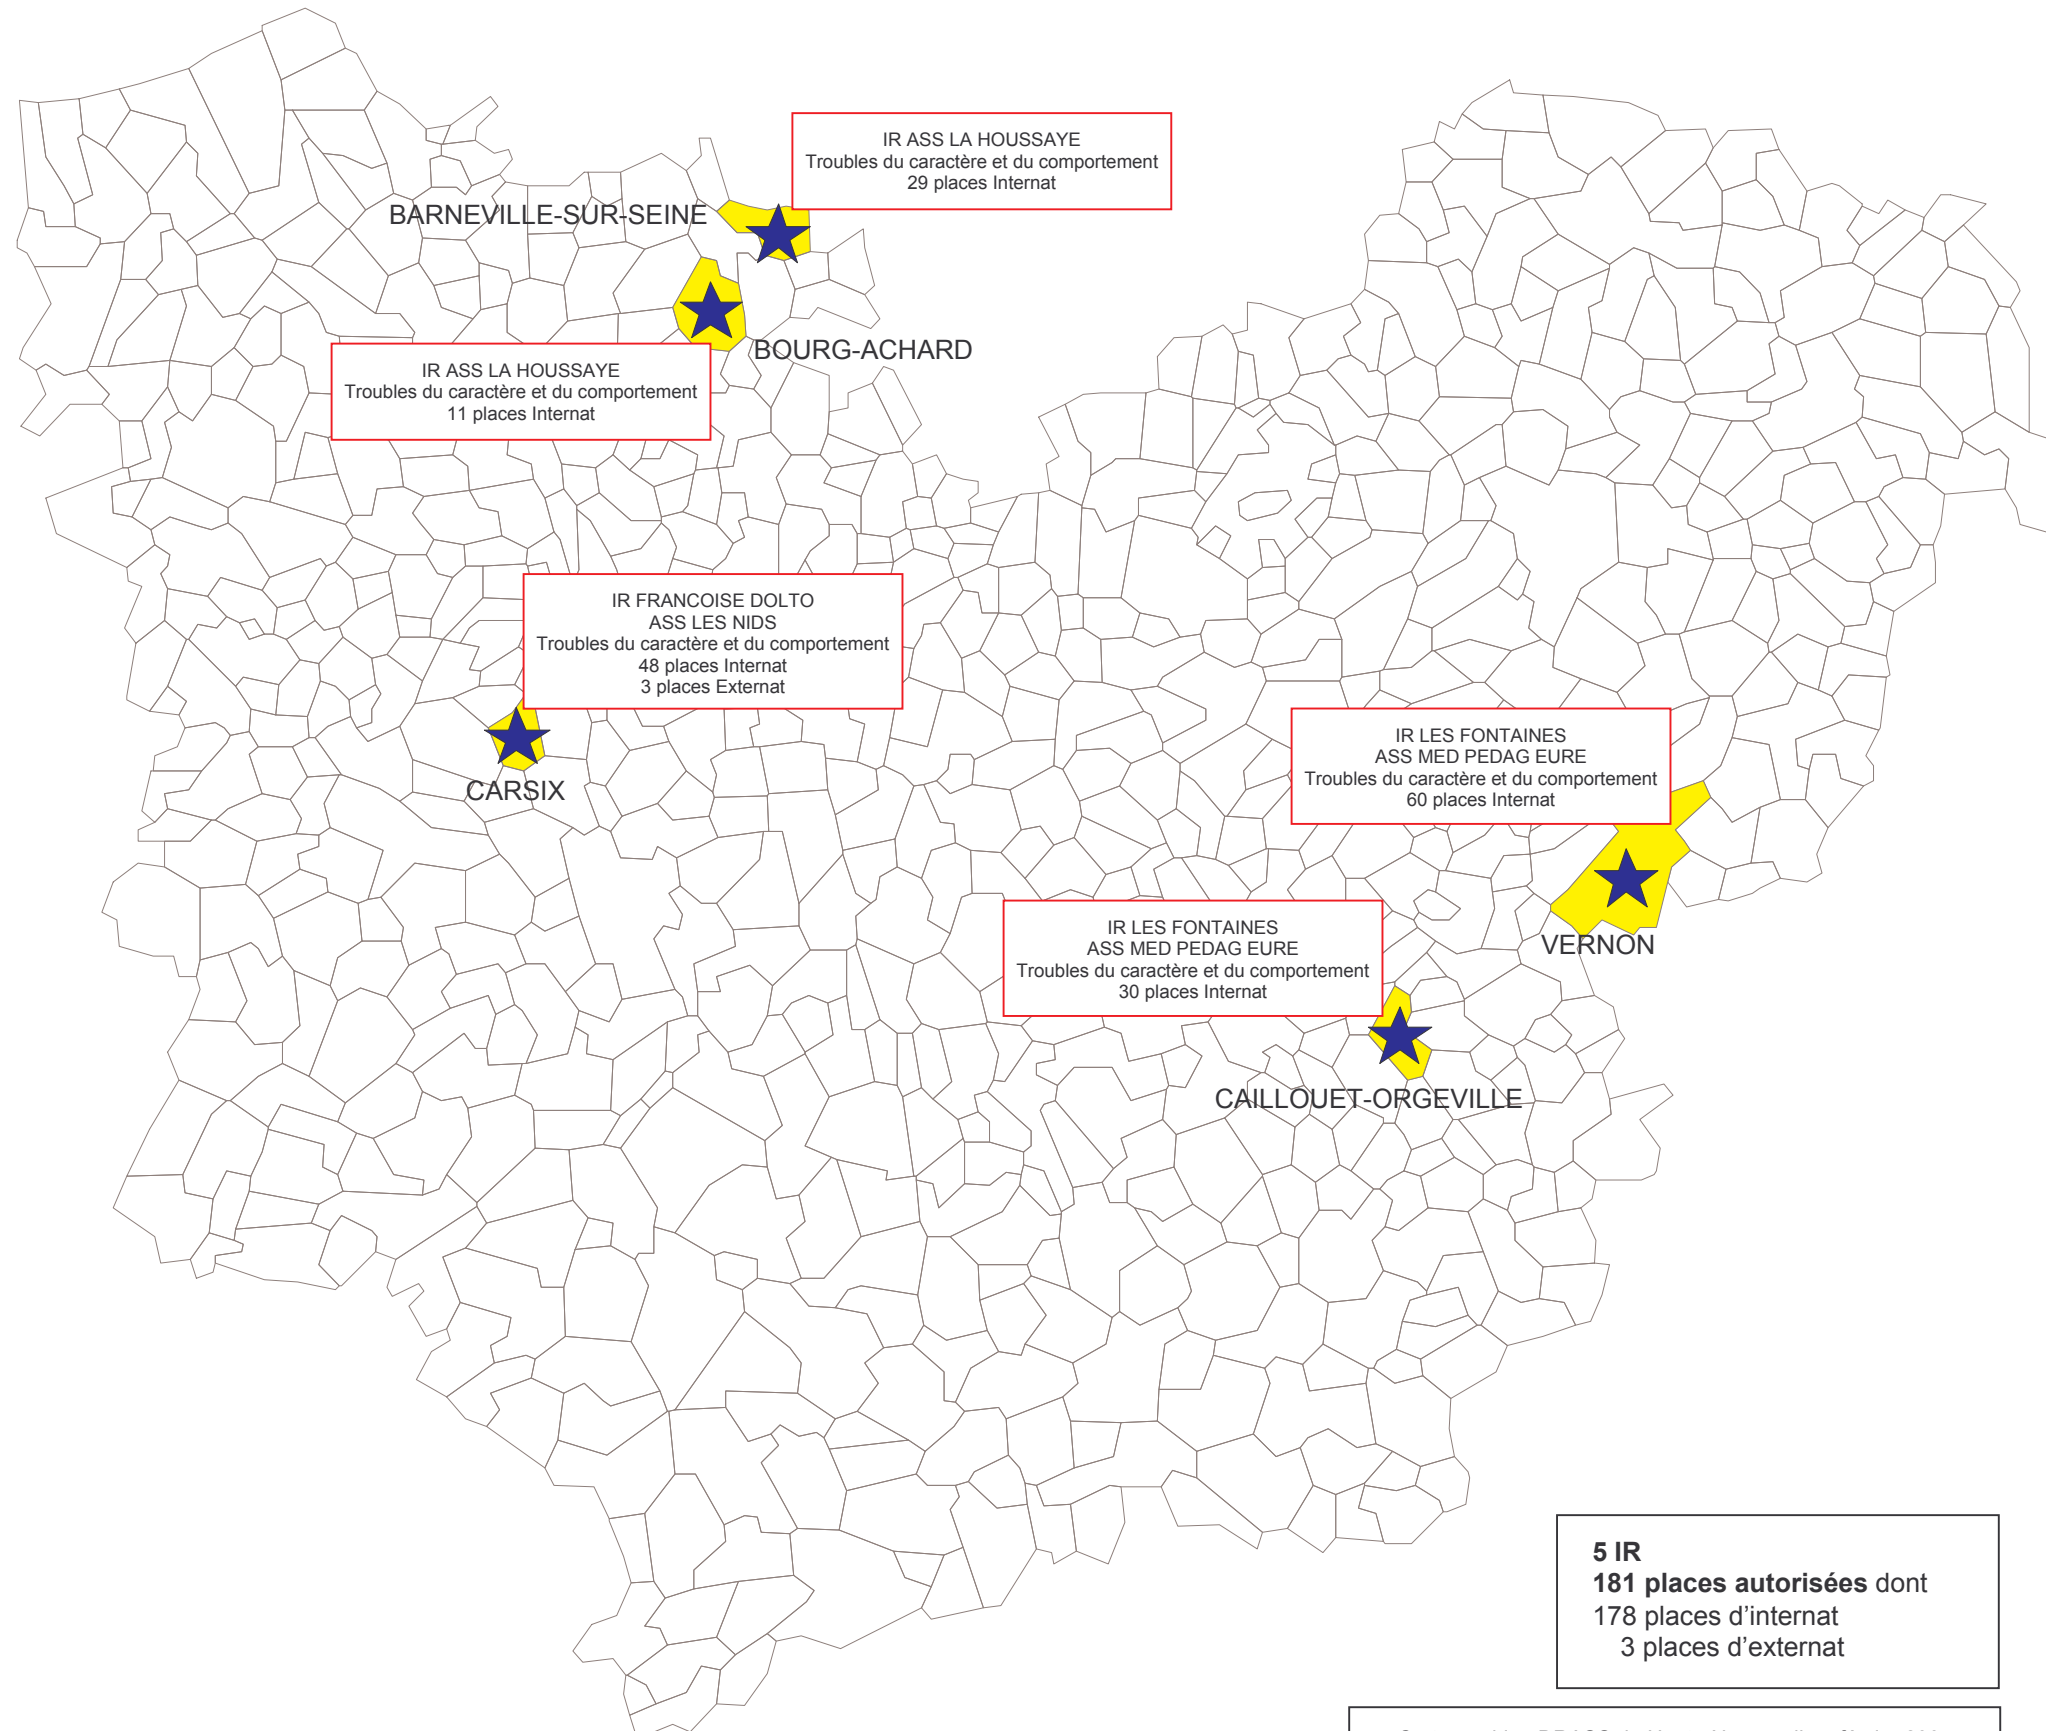 IR ASS LA HOUSSAYE
Troubles du caractère et du comportement
29 places Internat
BARNEVILLE-SUR-SEINE
BOURG-ACHARD
IR ASS LA HOUSSAYE
Troubles du caractère et du comportement
11 places Internat
IR FRANCOISE DOLTO
ASS LES NIDS
Troubles du caractère et du comportement
48 places Internat
3 places Externat
CARSIX
IR LES FONTAINES
ASS MED PEDAG EURE
Troubles du caractère et du comportement
60 places Internat
VERNON
IR LES FONTAINES
ASS MED PEDAG EURE
Troubles du caractère et du comportement
30 places Internat
CAILLOUET-ORGEVILLE
5 IR
181 places autorisées dont
178 places d’internat
3 places d’externat